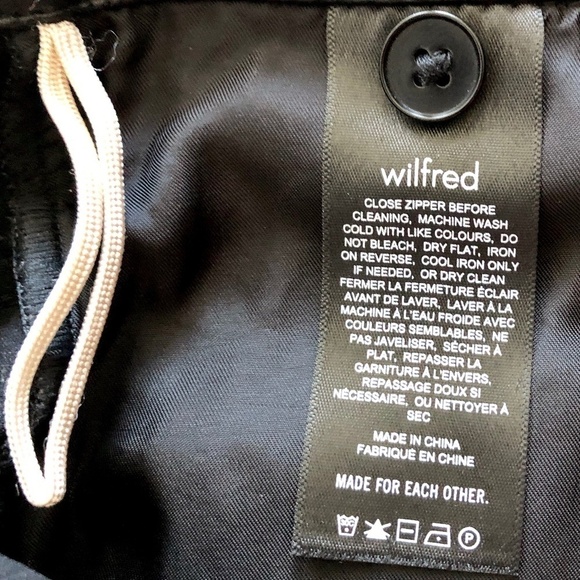 wilfred
CLOSE ZIPPER BEFORE
CLEANING, MACHINE WASH
COLD WITH LIKE COLOURS, DO
NOT BLEACH, DRY FLAT, IRON
ON REVERSE, COOL IRON ONLY
IF NEEDED, OR DRY CLEAN
FERMER LA FERMETURE ÉCLAIR
AVANT DE LAVER, LAVER À LA
MACHINE À L'EAU FROIDE AVEC
COULEURS SEMBLABLES, NE
PAS JAVELISER, SÉCHER À
PLAT, REPASSER LA
GARNITURE À L'ENVERS,
REPASSAGE DOUX SI
NÉCESSAIRE, OU NETTOYER À
SEC
MADE IN CHINA
FABRIQUÉ EN CHINE
MADE FOR EACH OTHER.
P